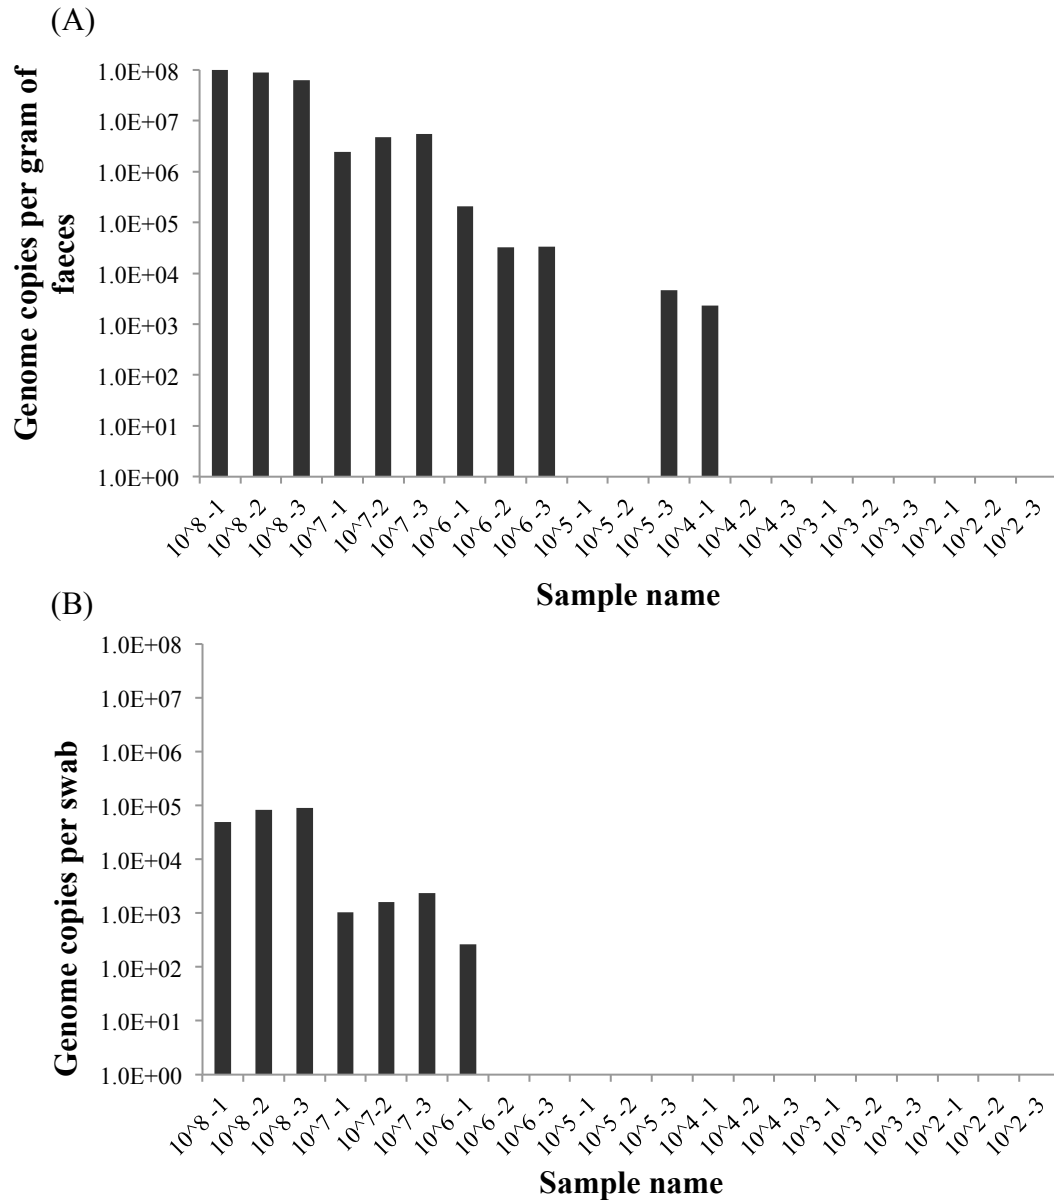 (A)
Genome copies per gram of
faeces
1.0E+08
1.0E+07
1.0E+06
1.0E+05
1.0E+04
1.0E+03
1.0E+02
1.0E+01
1.0E+00
10^8 -1
10^8 -2
10^8 -3
10^7 -1
10^7 -2
10^7 -3
10^6 -1
10^6 -2
10^6 -3
10^5 -1
10^5 -2
10^5 -3
10^4 -1
10^4 -2
10^4 -3
10^3 -1
10^3 -2
10^3 -3
10^2 -1
10^2 -2
10^2 -3
Sample name
(B)
Genome copies per swab
1.0E+08
1.0E+07
1.0E+06
1.0E+05
1.0E+04
1.0E+03
1.0E+02
1.0E+01
1.0E+00
10^8 -1
10^8 -2
10^8 -3
10^7 -1
10^7 -2
10^7 -3
10^6 -1
10^6 -2
10^6 -3
10^5 -1
10^5 -2
10^5 -3
10^4 -1
10^4 -2
10^4 -3
10^3 -1
10^3 -2
10^3 -3
10^2 -1
10^2 -2
10^2 -3
Sample name